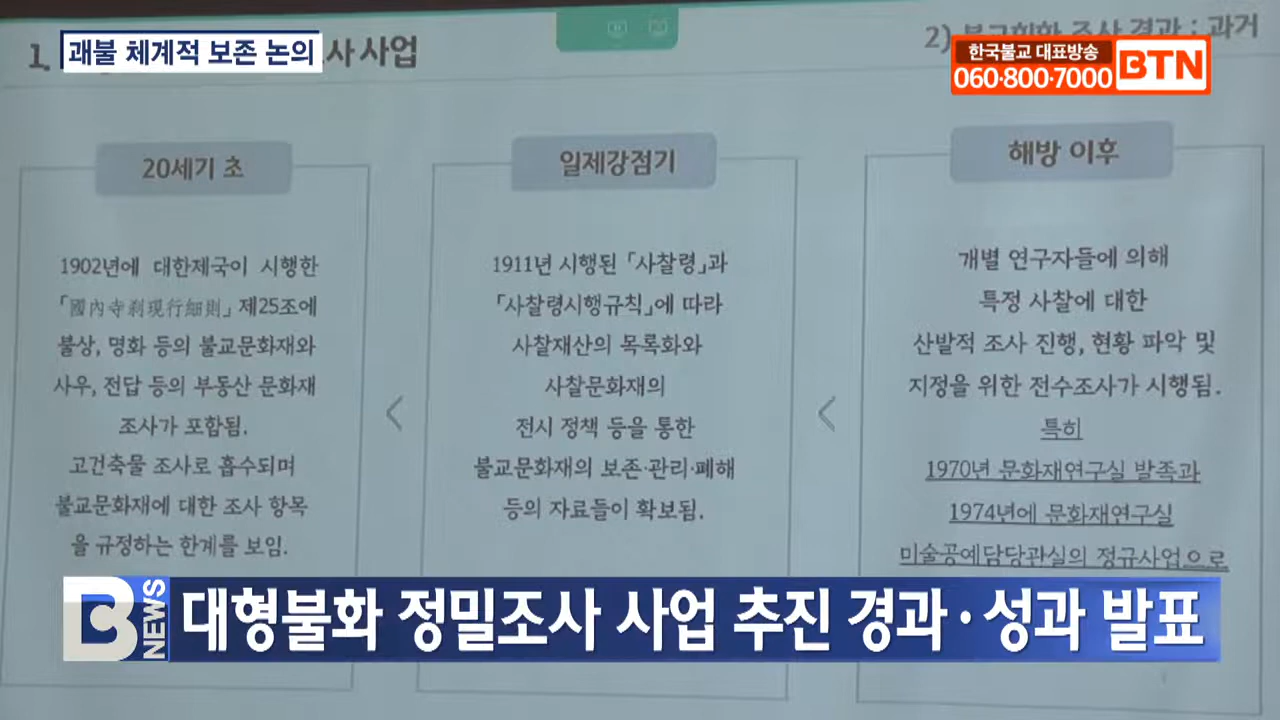 괘불 체계적 보존 논의
1.
사 사업
2) 불교회화 조사 경과 : 과거
한국불교 대표방송
060·800·7000
BTN
20세기 초
1902년에 대한제국이 시행한
「國內寺刹現行細則」 제25조에
불상, 명화 등의 불교문화재와
사우, 전답 등의 부동산 문화재
조사가 포함됨.
고건축물 조사로 흡수되며
불교문화재에 대한 조사 항목
을 규정하는 한계를 보임.
<
일제강점기
1911년 시행된 「사찰령」과
「사찰령시행규칙」에 따라
사찰재산의 목록화와
사찰문화재의
전시 정책 등을 통한
불교문화재의 보존·관리·폐해
등의 자료들이 확보됨.
<
해방 이후
개별 연구자들에 의해
특정 사찰에 대한
산발적 조사 진행, 현황 파악 및
지정을 위한 전수조사가 시행됨.
특히
1970년 문화재연구실 발족과
1974년에 문화재연구실
미술공예담당관실의 정규사업으로
B NEWS
대형불화 정밀조사 사업 추진 경과·성과 발표